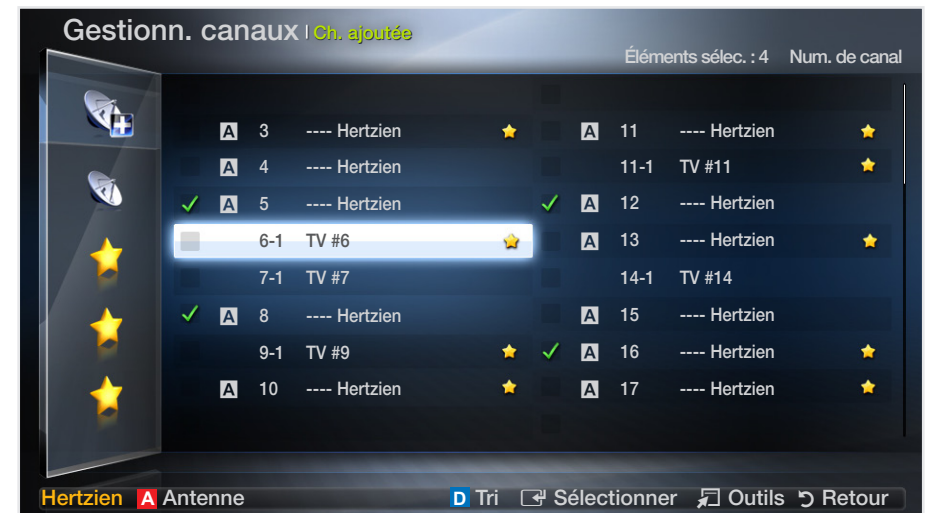 Gestionn. canaux | Ch. ajoutée
Éléments sélec. : 4 Num. de canal
A 3 ---- Hertzien
A 4 ---- Hertzien
A 5 ---- Hertzien
6-1 TV #6
7-1 TV #7
A 8 ---- Hertzien
9-1 TV #9
A 10 ---- Hertzien
A 11 ---- Hertzien
11-1 TV #11
A 12 ---- Hertzien
A 13 ---- Hertzien
14-1 TV #14
A 15 ---- Hertzien
A 16 ---- Hertzien
A 17 ---- Hertzien
Hertzien A Antenne D Tri Sélectionner Outils Retour